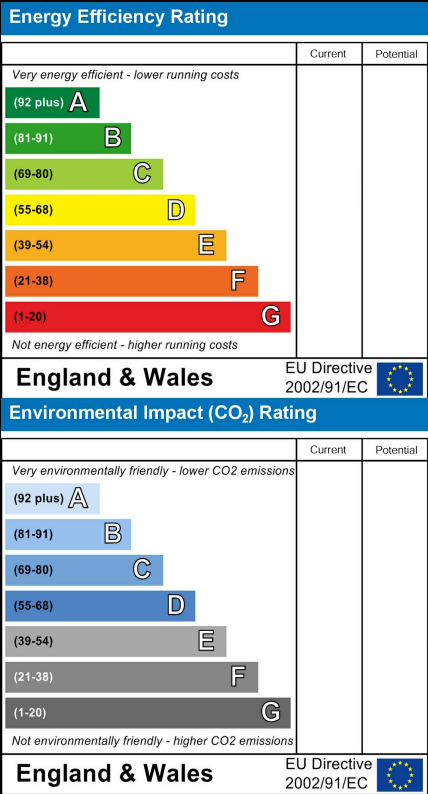 Energy Efficiency Rating
Current Potential
Very energy efficient - lower running costs
(92 plus) A
(81-91) B
(69-80) C
(55-68) D
(39-54) E
(21-38) F
(1-20) G
Not energy efficient - higher running costs
England & Wales
EU Directive
2002/91/EC
Environmental Impact (CO₂) Rating
Current Potential
Very environmentally friendly - lower CO2 emissions
(92 plus) A
(81-91) B
(69-80) C
(55-68) D
(39-54) E
(21-38) F
(1-20) G
Not environmentally friendly - higher CO2 emissions
England & Wales
EU Directive
2002/91/EC